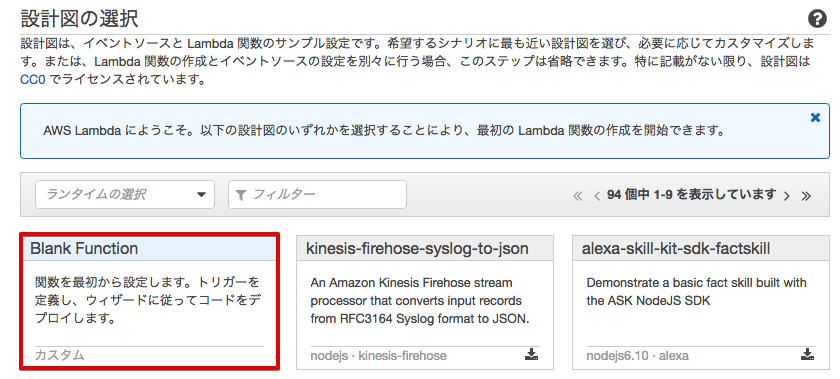 設計図の選択
設計図は、イベントソースと Lambda 関数のサンプル設定です。希望するシナリオに最も近い設計図を選び、必要に応じてカスタマイズしま
す。または、Lambda 関数の作成とイベントソースの設定を別々に行う場合、このステップは省略できます。特に記載がない限り、設計図は
CC0 でライセンスされています。
AWS Lambda にようこそ。以下の設計図のいずれかを選択することにより、最初の Lambda 関数の作成を開始できます。
ランタイムの選択
フィルター
« ‹ 94 個中 1-9 を表示しています › »
Blank Function
関数を最初から設定します。トリガーを
定義し、ウィザードに従ってコードをデ
プロイします。
カスタム
kinesis-firehose-syslog-to-json
An Amazon Kinesis Firehose stream
processor that converts input records
from RFC3164 Syslog format to JSON.
nodejs · kinesis-firehose
alexa-skill-kit-sdk-factskill
Demonstrate a basic fact skill built with
the ASK NodeJS SDK
nodejs6.10 · alexa